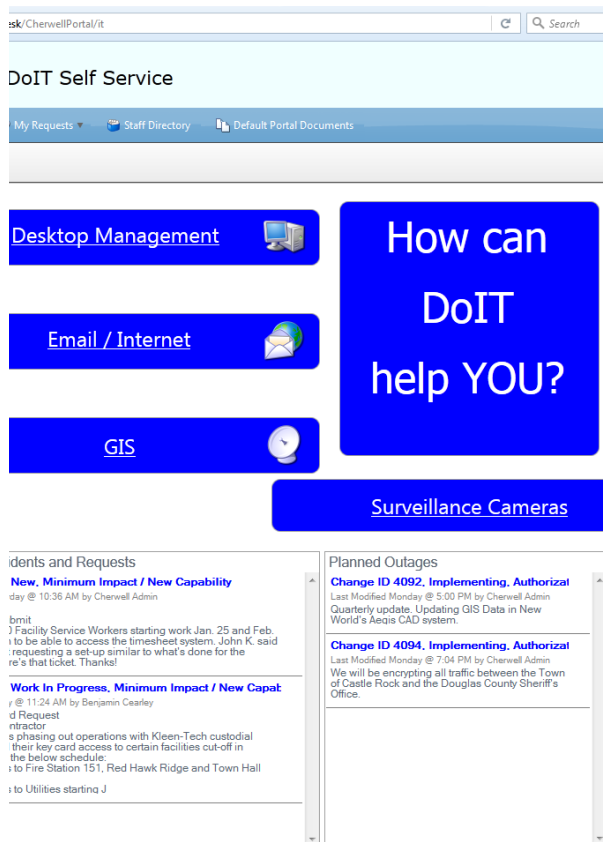 esk/CherwellPortal/it
Search
DoIT Self Service
My Requests
Staff Directory
Default Portal Documents
Desktop Management
How can
DoIT
help YOU?
Email / Internet
GIS
Surveillance Cameras
idents and Requests
New, Minimum Impact / New Capability
day @ 10:36 AM by Cherwell Admin
bmit
0 Facility Service Workers starting work Jan. 25 and Feb.
n to be able to access the timesheet system. John K. said
requesting a set-up similar to what's done for the
re's that ticket. Thanks!
Work In Progress, Minimum Impact / New Capab
y @ 11:24 AM by Benjamin Cearley
rd Request
ontractor
s phasing out operations with Kleen-Tech custodial
their key card access to certain facilities cut-off in
the below schedule:
s to Fire Station 151, Red Hawk Ridge and Town Hall
s to Utilities starting J
Planned Outages
Change ID 4092, Implementing, Authorizat
Last Modified Monday @ 5:00 PM by Cherwell Admin
Quarterly update. Updating GIS Data in New
World's Aegis CAD system.
Change ID 4094, Implementing, Authorizat
Last Modified Monday @ 7:04 PM by Cherwell Admin
We will be encrypting all traffic between the Town
of Castle Rock and the Douglas County Sheriff's
Office.